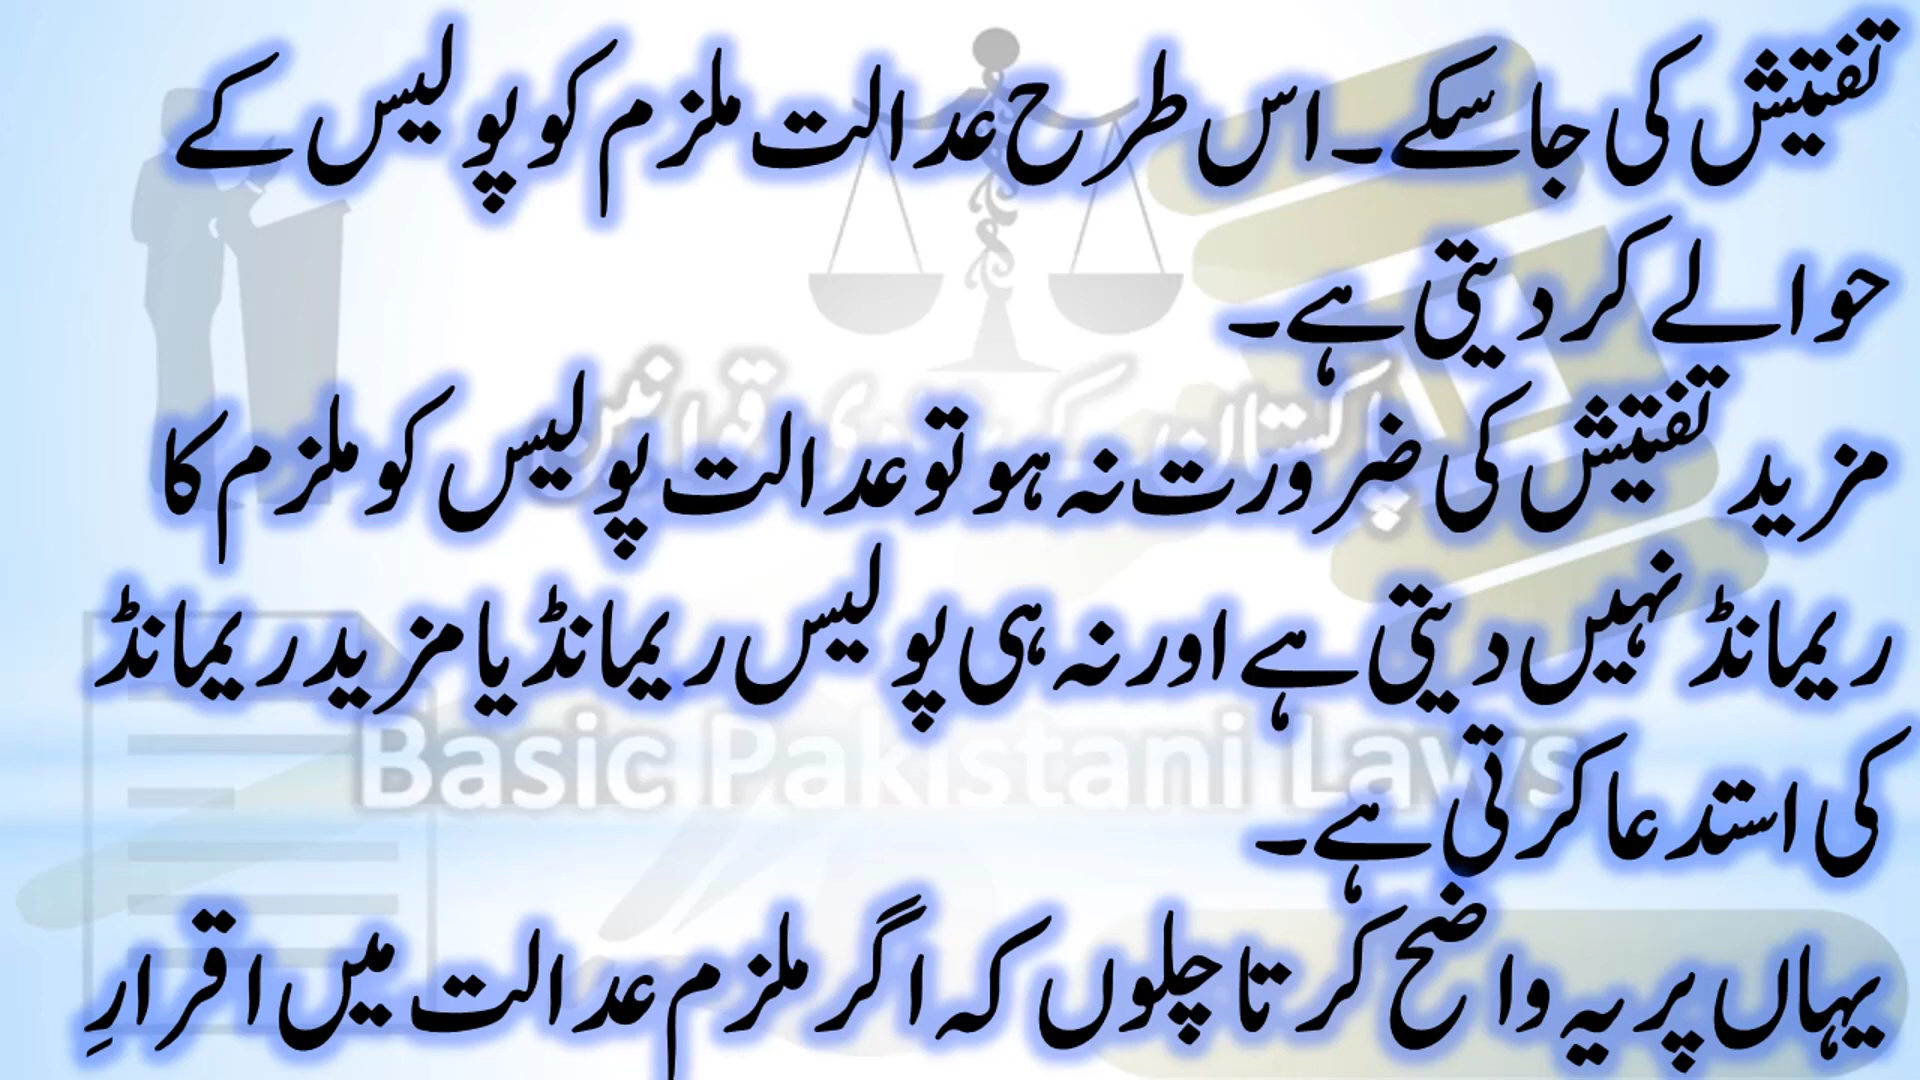 تفتیش کی جا سکے۔ اس طرح عدالت ملزم کو پولیس کے
حوالے کر دیتی ہے۔
مزید تفتیش کی ضرورت نہ ہو تو عدالت پولیس کو ملزم کا
ریمانڈ نہیں دیتی ہے اور نہ ہی پولیس ریمانڈ یا مزید ریمانڈ
Basic Pakistani Laws
کی استدعا کرتی ہے۔
یہاں پر یہ واضح کرتا چلوں کہ اگر ملزم عدالت میں اقرارِ